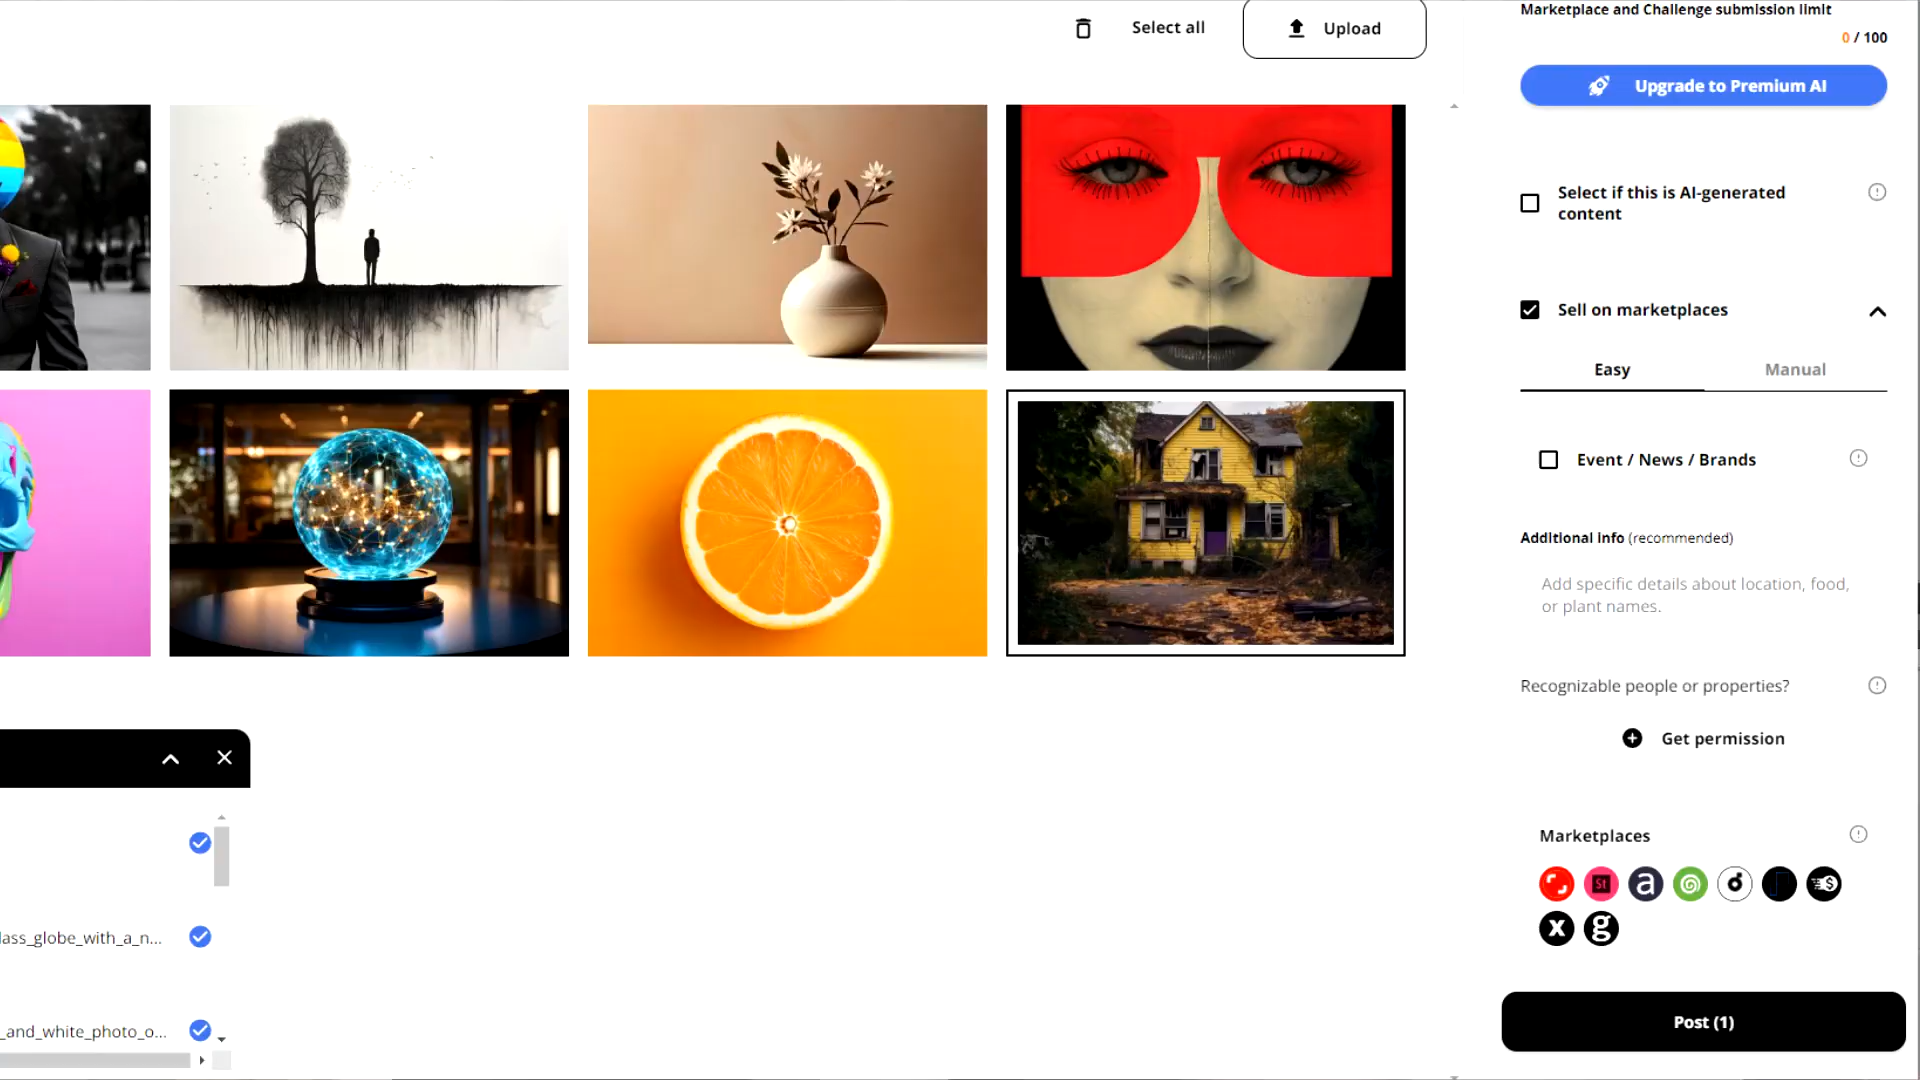 Marketplace and Challenge submission limit
0 / 100
Select all
Upload
Upgrade to Premium AI
Select if this is AI-generated
content
Sell on marketplaces
Easy
Manual
Event / News / Brands
Additional info (recommended)
Add specific details about location, food,
or plant names.
Recognizable people or properties?
Get permission
Marketplaces
St
a
x
g
lass_globe_with_a_n...
_and_white_photo_o...
Post (1)